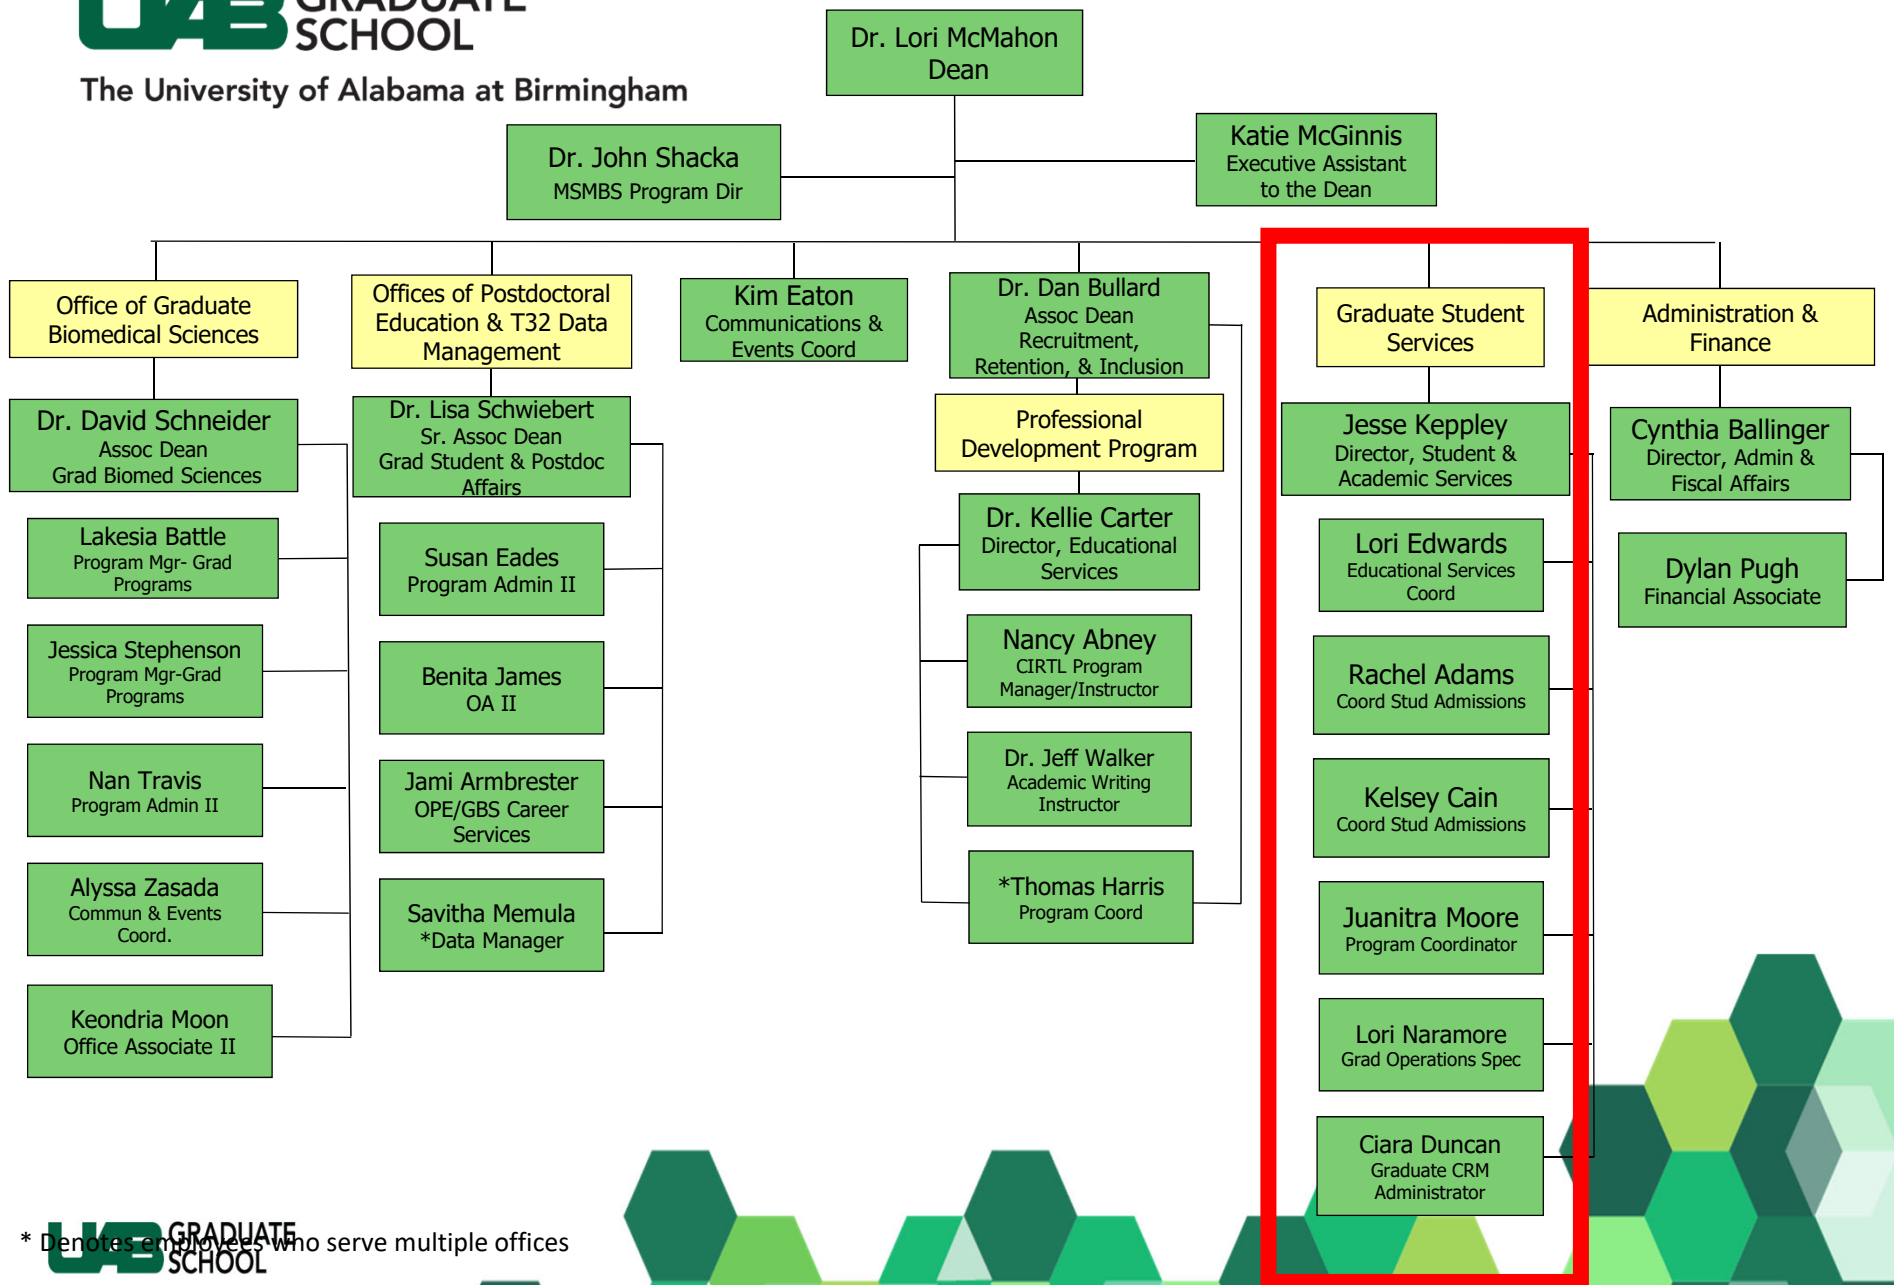 UAB GRADUATE
SCHOOL
The University of Alabama at Birmingham
Dr. Lori McMahon
Dean
Dr. John Shacka
MSMBS Program Dir
Katie McGinnis
Executive Assistant
to the Dean
Office of Graduate
Biomedical Sciences
Dr. David Schneider
Assoc Dean
Grad Biomed Sciences
Lakesia Battle
Program Mgr- Grad
Programs
Jessica Stephenson
Program Mgr-Grad
Programs
Nan Travis
Program Admin II
Alyssa Zasada
Commun & Events
Coord.
Keondria Moon
Office Associate II
Offices of Postdoctoral
Education & T32 Data
Management
Dr. Lisa Schwiebert
Sr. Assoc Dean
Grad Student & Postdoc
Affairs
Susan Eades
Program Admin II
Benita James
OA II
Jami Armbrester
OPE/GBS Career
Services
Savitha Memula
*Data Manager
Kim Eaton
Communications &
Events Coord
Dr. Dan Bullard
Assoc Dean
Recruitment,
Retention, & Inclusion
Professional
Development Program
Dr. Kellie Carter
Director, Educational
Services
Nancy Abney
CIRTL Program
Manager/Instructor
Dr. Jeff Walker
Academic Writing
Instructor
*Thomas Harris
Program Coord
Graduate Student
Services
Jesse Keppley
Director, Student &
Academic Services
Lori Edwards
Educational Services
Coord
Rachel Adams
Coord Stud Admissions
Kelsey Cain
Coord Stud Admissions
Juanitra Moore
Program Coordinator
Lori Naramore
Grad Operations Spec
Ciara Duncan
Graduate CRM
Administrator
Administration &
Finance
Cynthia Ballinger
Director, Admin &
Fiscal Affairs
Dylan Pugh
Financial Associate
* Denotes employees who serve multiple offices
UAB GRADUATE
SCHOOL